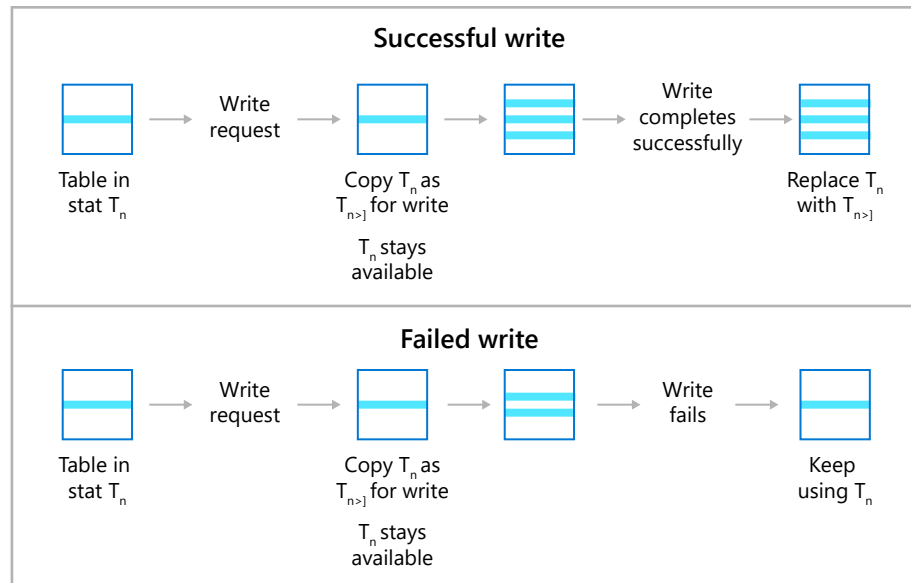 Successful write
Write
request
Write
completes
successfully
Table in
stat Tₙ
Copy Tₙ as
Tₙ>] for write
Tₙ stays
available
Replace Tₙ
with Tₙ>]
Failed write
Write
request
Write
fails
Table in
stat Tₙ
Copy Tₙ as
Tₙ>] for write
Tₙ stays
available
Keep
using Tₙ